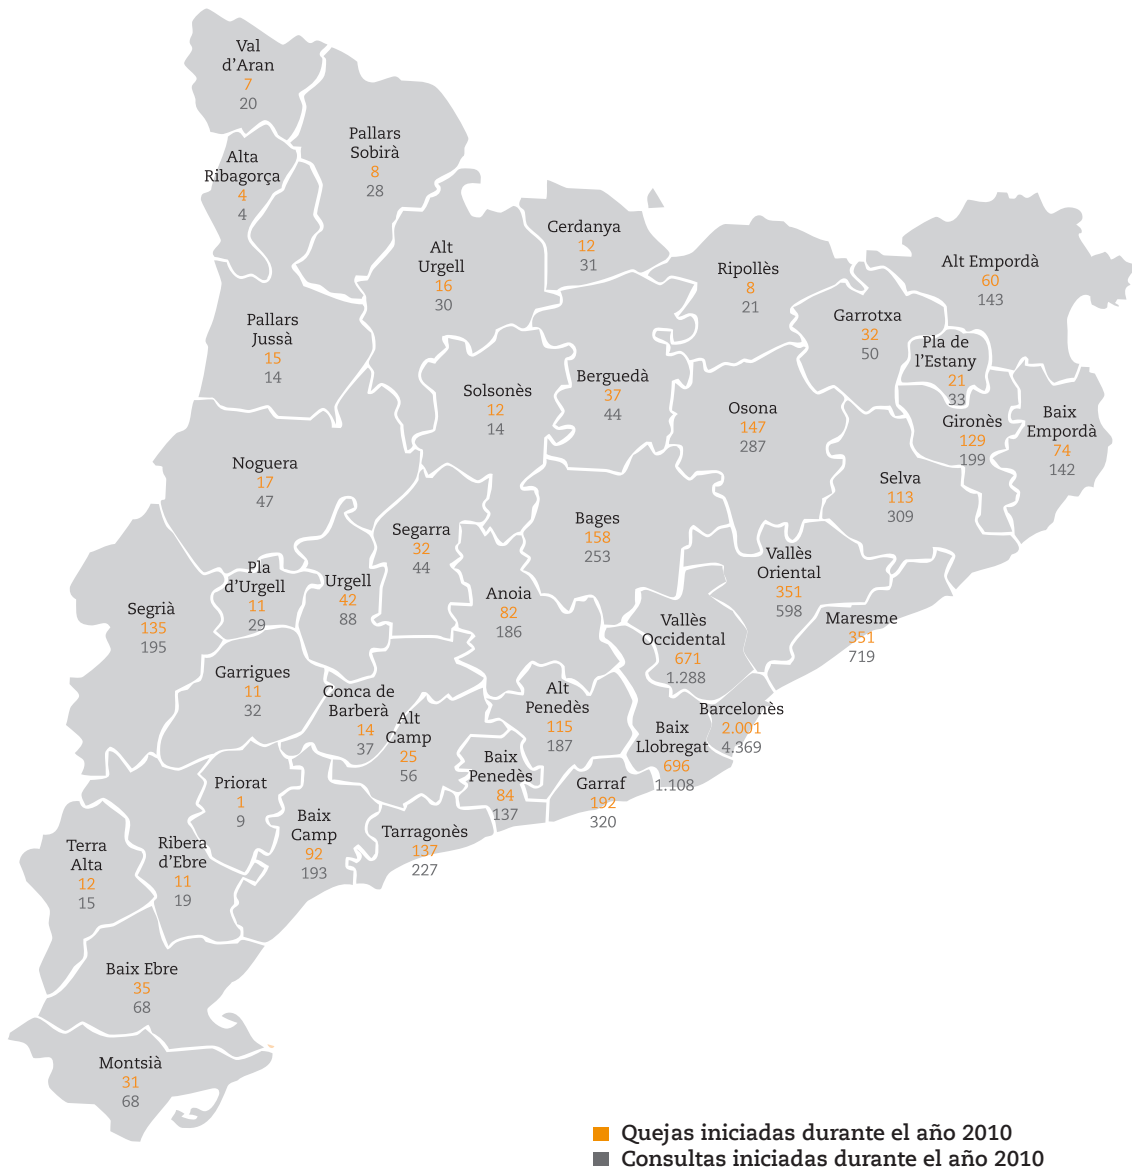 Val
d’Aran
7
20
Pallars
Sobirà
8
28
Alta
Ribagorça
4
4
Cerdanya
12
31
Alt
Urgell
16
30
Ripollès
8
21
Alt Empordà
60
143
Garrotxa
32
50
Pla de
l’Estany
21
33
Pallars
Jussà
15
14
Solsonès
12
14
Berguedà
37
44
Osona
147
287
Gironès
129
199
Baix
Empordà
74
142
Noguera
17
47
Selva
113
309
Segarra
32
44
Bages
158
253
Vallès
Oriental
351
598
Pla
d’Urgell
11
29
Urgell
42
88
Anoia
82
186
Segrià
135
195
Vallès
Occidental
671
1.288
Maresme
351
719
Garrigues
11
32
Conca de
Barberà
14
37
Alt
Camp
25
56
Alt
Penedès
115
187
Barcelonès
2.001
4.369
Baix
Llobregat
696
1.108
Baix
Penedès
84
137
Garraf
192
320
Priorat
1
9
Baix
Camp
92
193
Tarragonès
137
227
Terra
Alta
12
15
Ribera
d’Ebre
11
19
Baix Ebre
35
68
Montsià
31
68
Quejas iniciadas durante el año 2010
Consultas iniciadas durante el año 2010